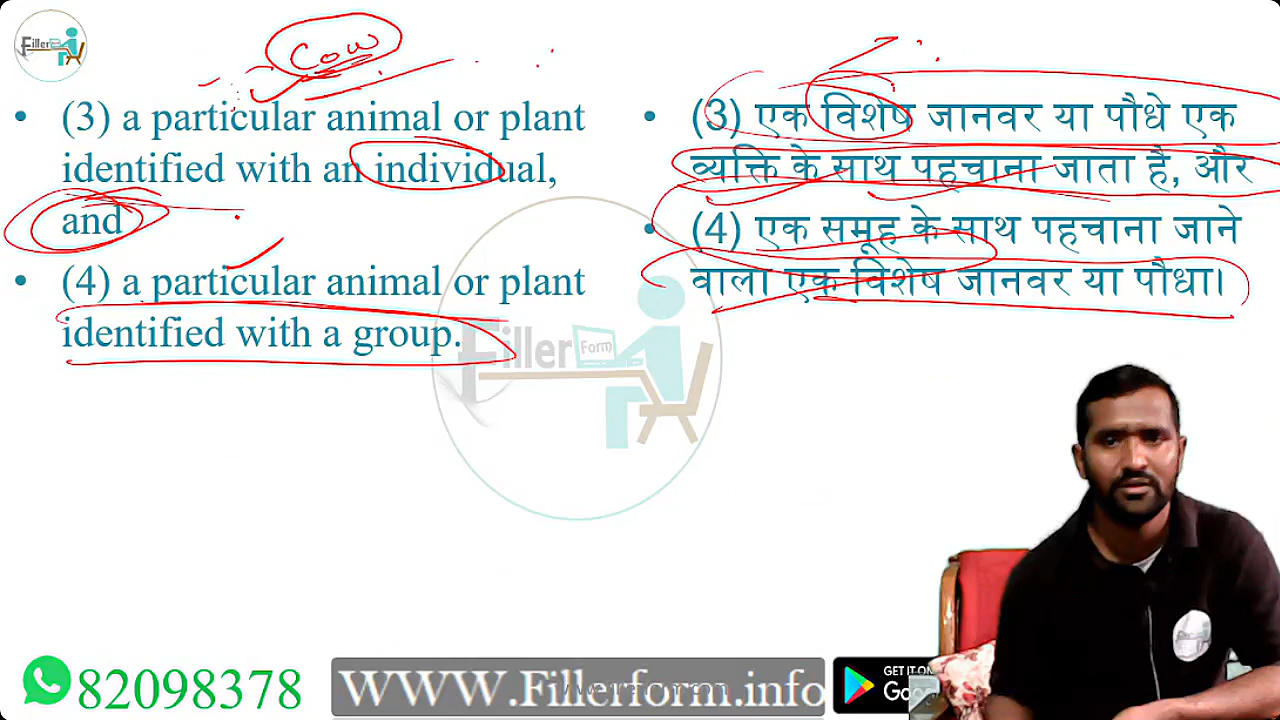 Filler
Cow
(3) a particular animal or plant
identified with an individual,
and
(4) a particular animal or plant
identified with a group.
(3) एक विशेष जानवर या पौधे एक
व्यक्ति के साथ पहचाना जाता है, और
(4) एक समूह के साथ पहचाना जाने
वाला एक विशेष जानवर या पौधा।
Filler Form
82098378
WWW.Fillerform.info
GET IT ON